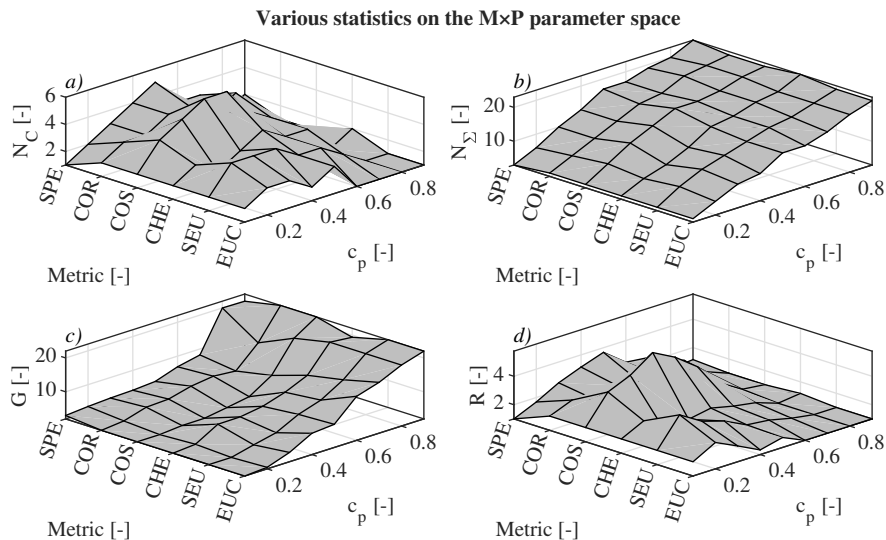 Various statistics on the M×P parameter space
a)
N_C [-]
6
4
2
SPE
COR
COS
CHE
SEU
EUC
0.2
0.4
0.6
0.8
Metric [-]
c_p [-]
b)
N_Σ [-]
20
10
SPE
COR
COS
CHE
SEU
EUC
0.2
0.4
0.6
0.8
Metric [-]
c_p [-]
c)
G [-]
20
10
SPE
COR
COS
CHE
SEU
EUC
0.2
0.4
0.6
0.8
Metric [-]
c_p [-]
d)
R [-]
4
2
SPE
COR
COS
CHE
SEU
EUC
0.2
0.4
0.6
0.8
Metric [-]
c_p [-]